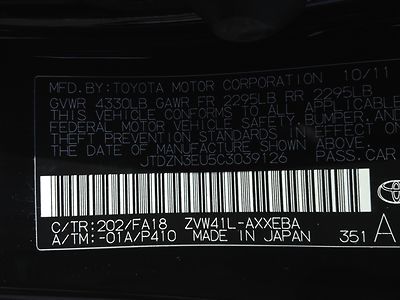 MFD. BY: TOYOTA MOTOR CORPORATION 10/11
GVWR 4330LB GAWR FR 2295LB RR 2295LB
THIS VEHICLE CONFORMS TO ALL APPLICABLE
FEDERAL MOTOR VEHICLE SAFETY, BUMPER, AND
THEFT PREVENTION STANDARDS IN EFFECT ON
THE DATE OF MANUFACTURE SHOWN ABOVE.
JTDZN3EU5C3039126 PASS. CAR
C/TR: 202/FA18 ZVW41L-AXXEBA
A/TM: -01A/P410 MADE IN JAPAN 351 A